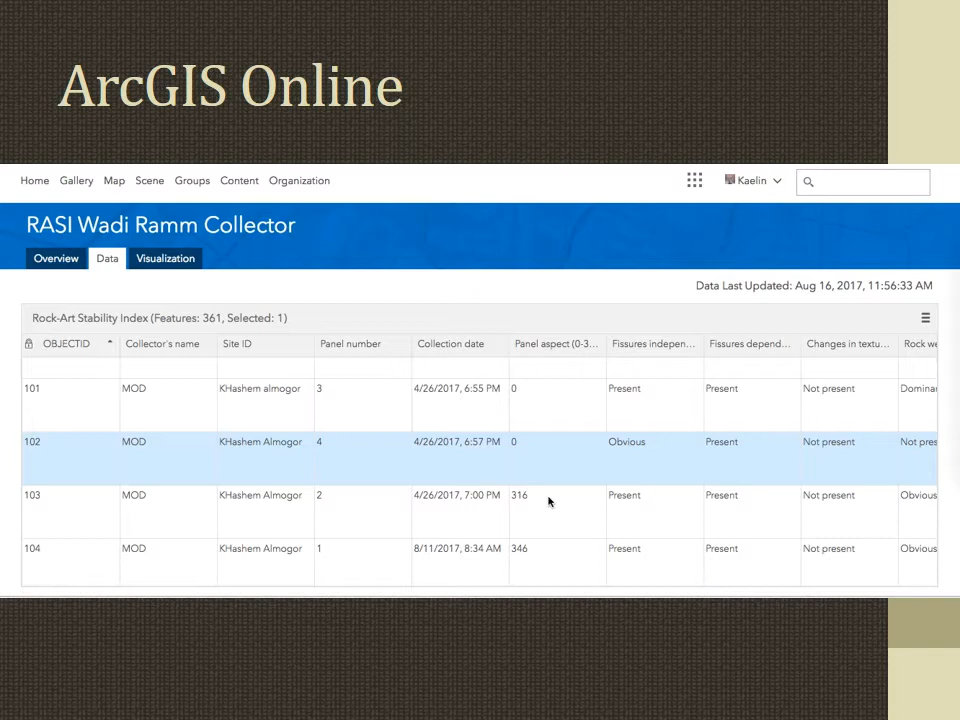 ArcGIS Online
Home Gallery Map Scene Groups Content Organization Kaelin
RASI Wadi Ramm Collector
Overview Data Visualization
Data Last Updated: Aug 16, 2017, 11:56:33 AM
Rock-Art Stability Index (Features: 361, Selected: 1)
OBJECTID Collector's name Site ID Panel number Collection date Panel aspect (0-3... Fissures indepen... Fissures depend... Changes in textu... Rock we
101 MOD KHashem almogor 3 4/26/2017, 6:55 PM 0 Present Present Not present Dominan
102 MOD KHashem Almogor 4 4/26/2017, 6:57 PM 0 Obvious Present Not present Not pres
103 MOD KHashem Almogor 2 4/26/2017, 7:00 PM 316 Present Present Not present Obvious
104 MOD KHashem Almogor 1 8/11/2017, 8:34 AM 346 Present Present Not present Obvious